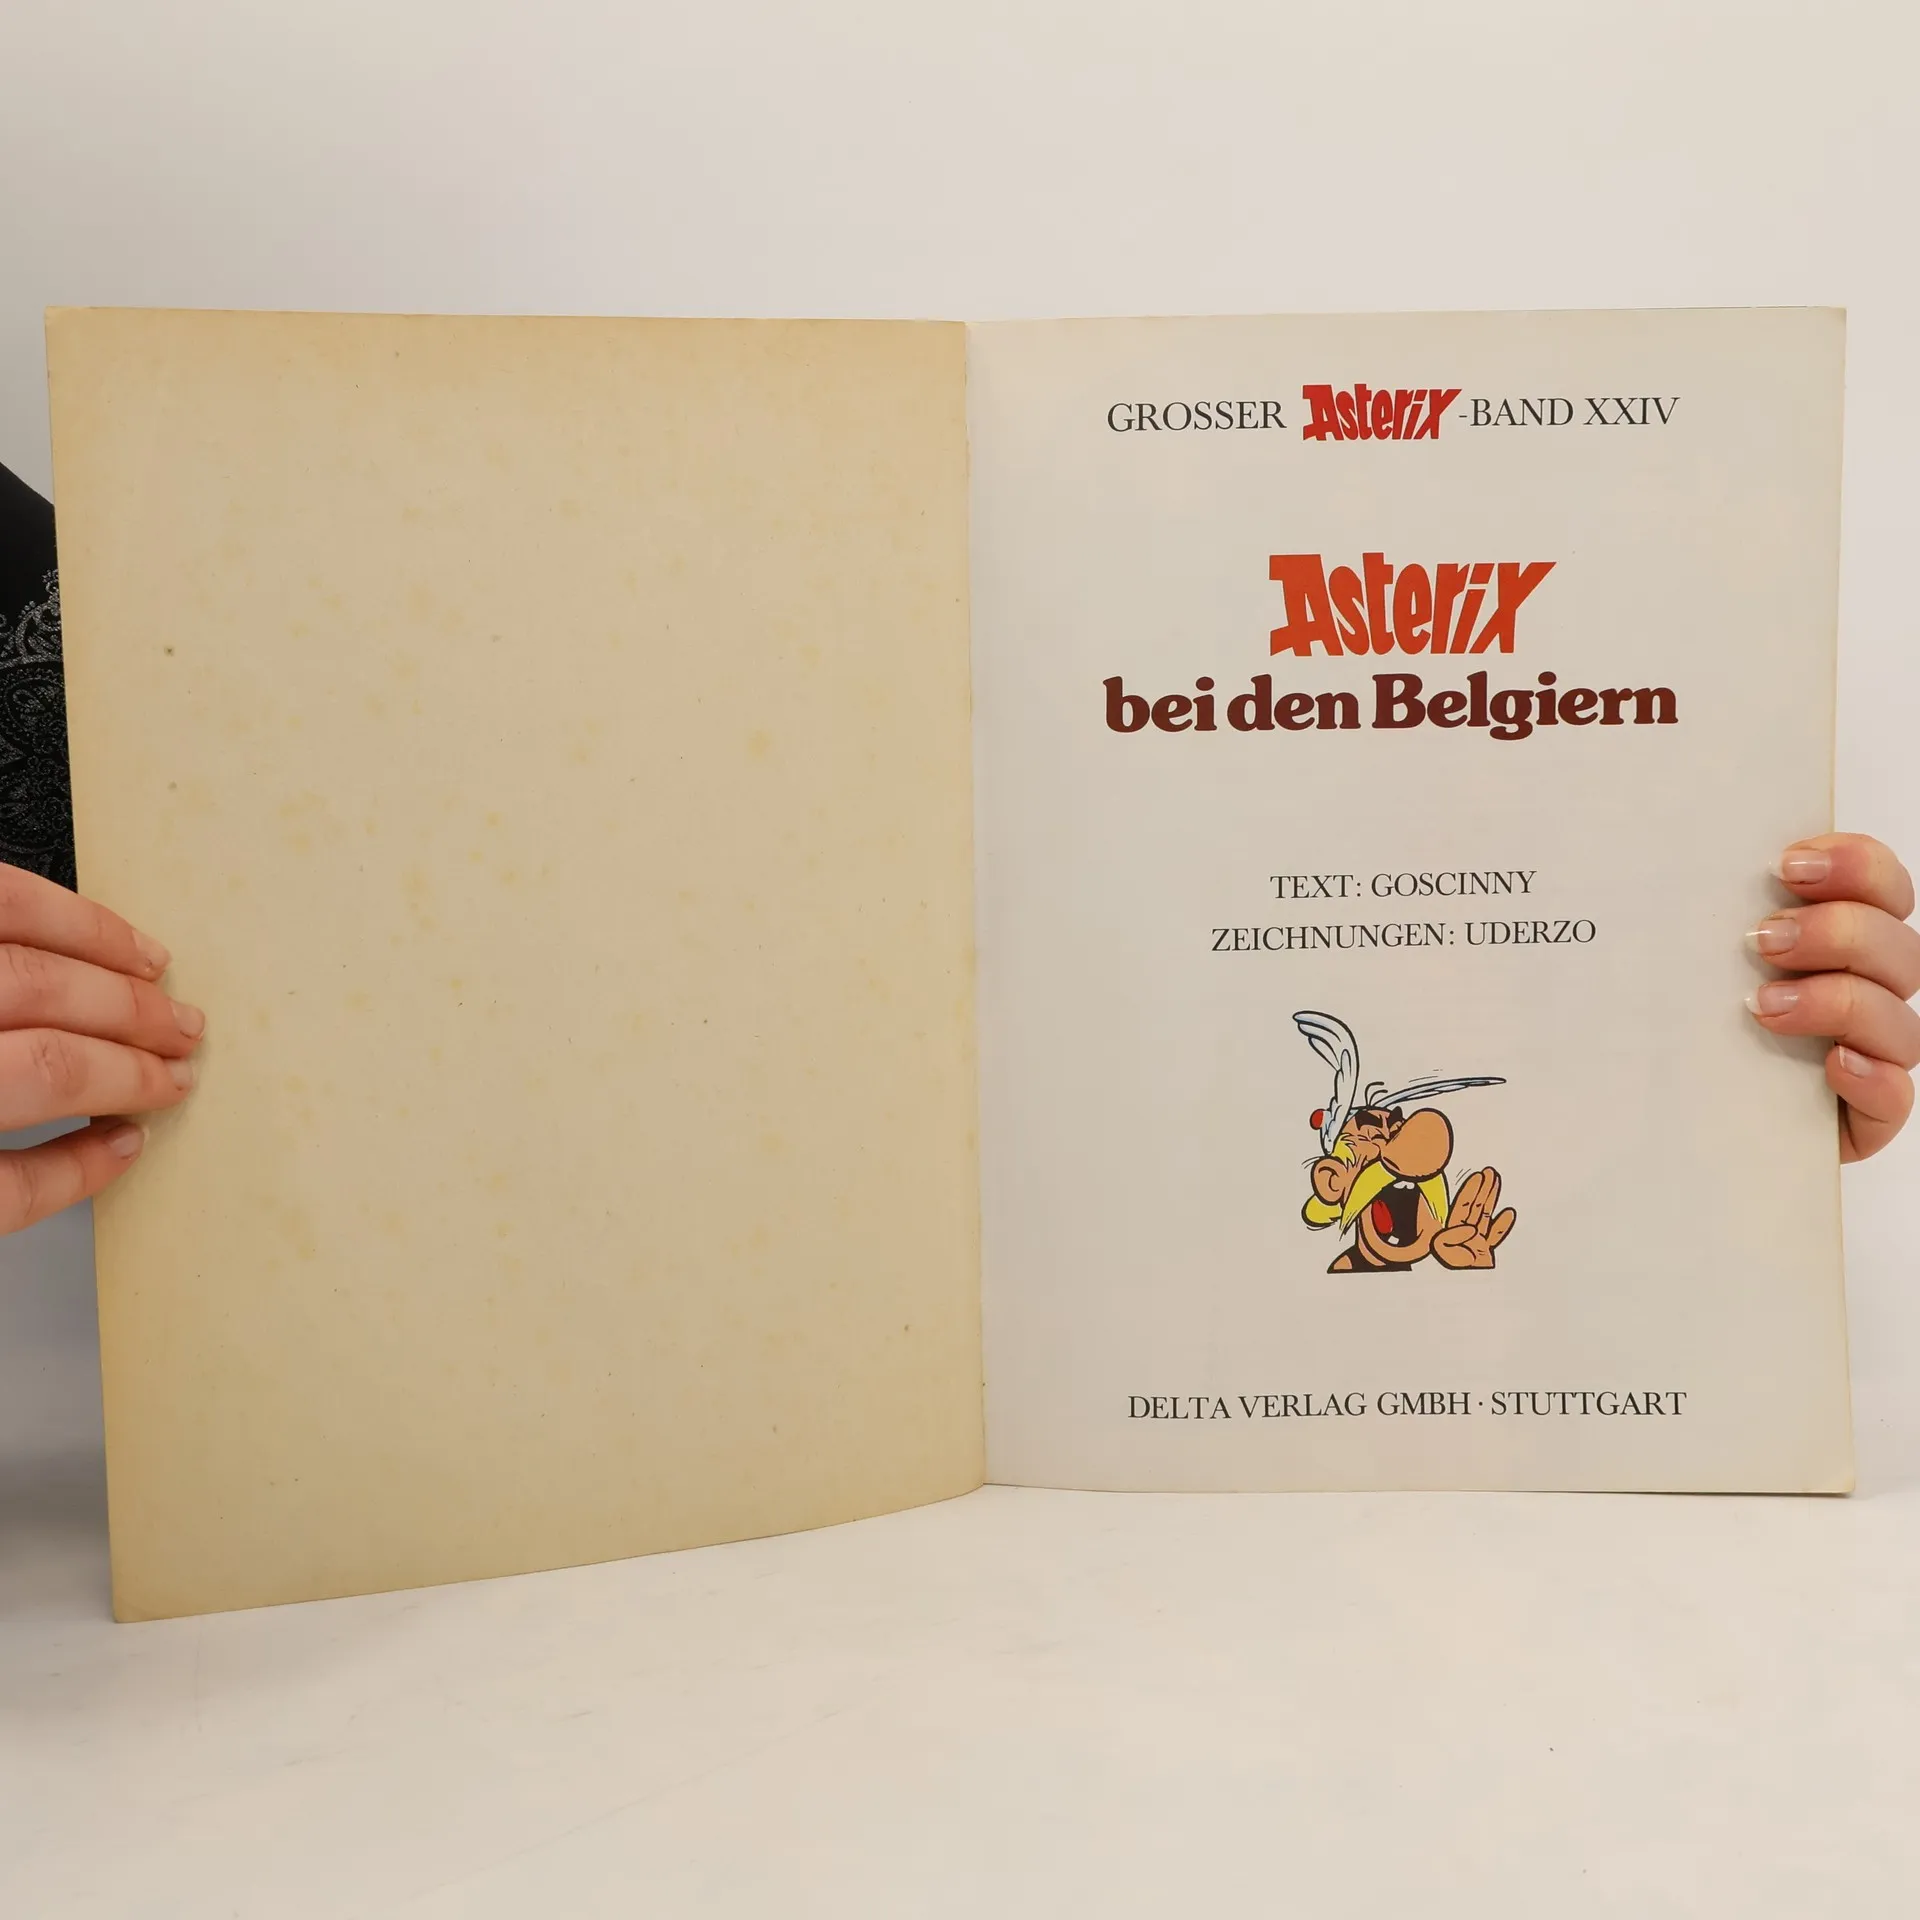 GROSSER Asterix -BAND XXIV
Asterix
bei den Belgiern
TEXT: GOSCINNY
ZEICHNUNGEN: UDERZO
DELTA VERLAG GMBH · STUTTGART